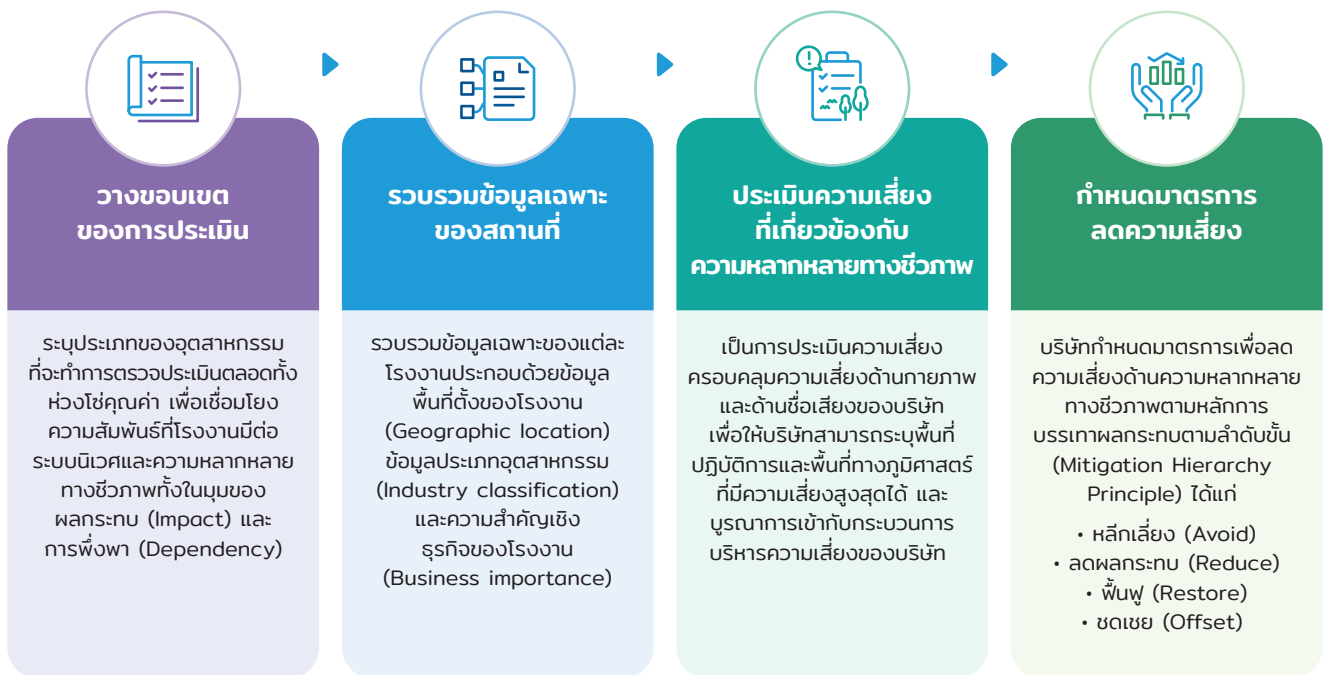 วางขอบเขต
ของการประเมิน
ระบุประเภทของอุตสาหกรรม
ที่จะทำการตรวจประเมินตลอดทั้ง
ห่วงโซ่คุณค่า เพื่อเชื่อมโยง
ความสัมพันธ์ที่โรงงานมีต่อ
ระบบนิเวศและความหลากหลาย
ทางชีวภาพทั้งในมุมของ
ผลกระทบ (Impact) และ
การพึ่งพา (Dependency)
รวบรวมข้อมูลเฉพาะ
ของสถานที่
รวบรวมข้อมูลเฉพาะของแต่ละ
โรงงานประกอบด้วยข้อมูล
พื้นที่ตั้งของโรงงาน
(Geographic location)
ข้อมูลประเภทอุตสาหกรรม
(Industry classification)
และความสำคัญเชิง
ธุรกิจของโรงงาน
(Business importance)
ประเมินความเสี่ยง
ที่เกี่ยวข้องกับ
ความหลากหลายทางชีวภาพ
เป็นการประเมินความเสี่ยง
ครอบคลุมความเสี่ยงด้านกายภาพ
และด้านชื่อเสียงของบริษัท
เพื่อให้บริษัทสามารถระบุพื้นที่
ปฏิบัติการและพื้นที่ทางภูมิศาสตร์
ที่มีความเสี่ยงสูงสุดได้ และ
บูรณาการเข้ากับกระบวนการ
บริหารความเสี่ยงของบริษัท
กำหนดมาตรการ
ลดความเสี่ยง
บริษัทกำหนดมาตรการเพื่อลด
ความเสี่ยงด้านความหลากหลาย
ทางชีวภาพตามหลักการ
บรรเทาผลกระทบตามลำดับขั้น
(Mitigation Hierarchy
Principle) ได้แก่
• หลีกเลี่ยง (Avoid)
• ลดผลกระทบ (Reduce)
• ฟื้นฟู (Restore)
• ชดเชย (Offset)